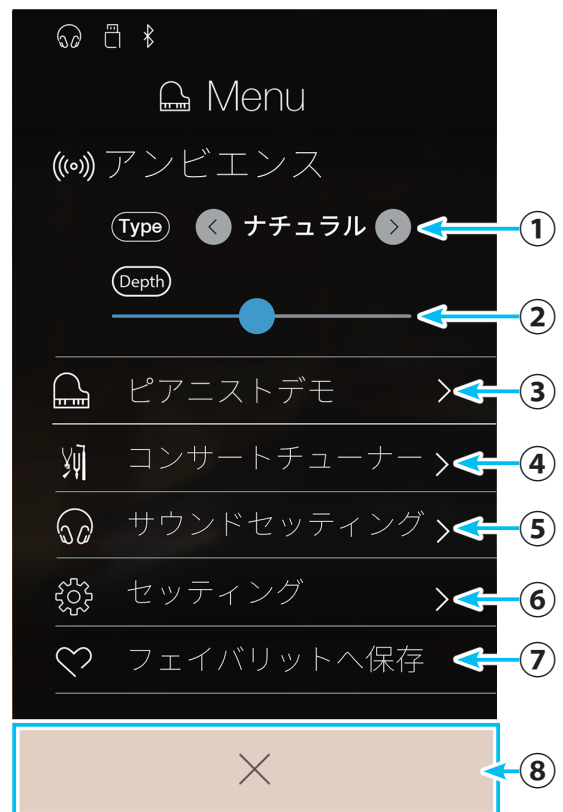 Menu
アンビエンス
Type ナチュラル ①
Depth
②
ピアニストデモ ③
コンサートチューナー ④
サウンドセッティング ⑤
セッティング ⑥
フェイバリットへ保存 ⑦
⑧